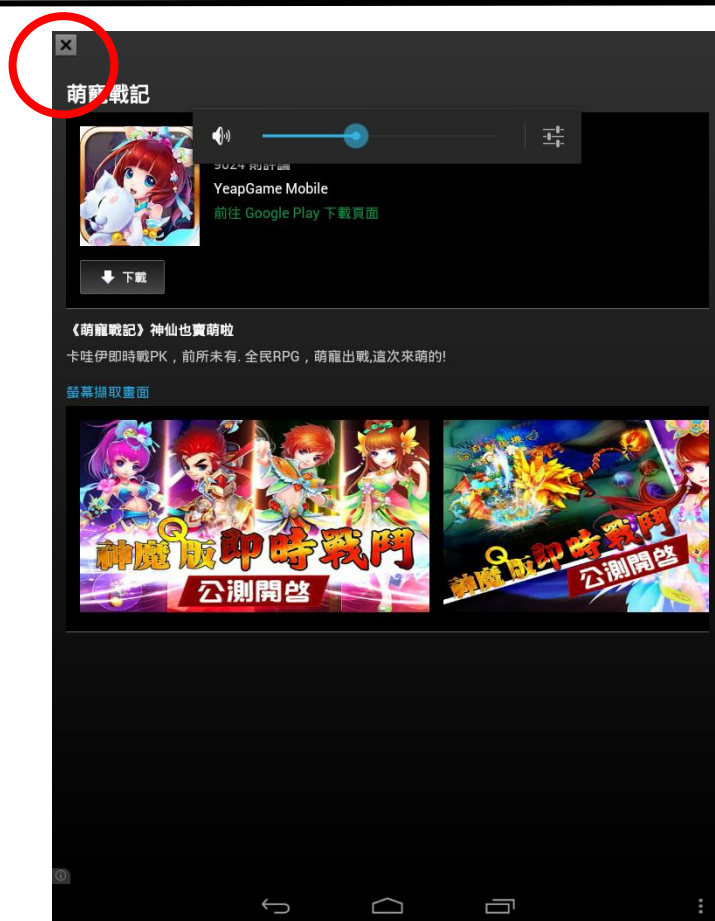 萌寵戰記
9024 則評論
YeapGame Mobile
前往 Google Play 下載頁面
下載
《萌寵戰記》神仙也賣萌啦
卡哇伊即時戰PK，前所未有. 全民RPG，萌寵出戰,這次來萌的!
螢幕擷取畫面
神魔Q版即時戰鬥
公測開啟
神魔Q版即時戰鬥
公測開啟